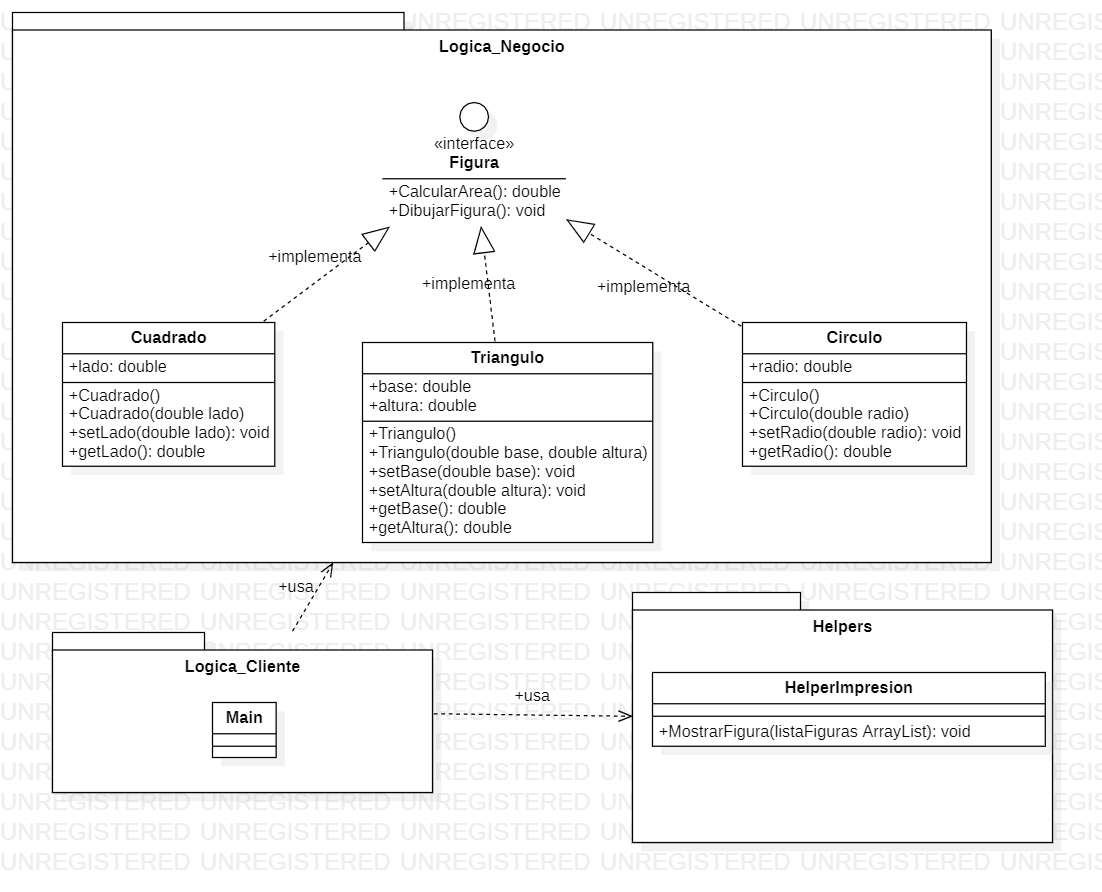 Logica_Negocio
«interface»
Figura
+CalcularArea(): double
+DibujarFigura(): void
+implementa
+implementa
+implementa
Cuadrado
+lado: double
+Cuadrado()
+Cuadrado(double lado)
+setLado(double lado): void
+getLado(): double
Triangulo
+base: double
+altura: double
+Triangulo()
+Triangulo(double base, double altura)
+setBase(double base): void
+setAltura(double altura): void
+getBase(): double
+getAltura(): double
Circulo
+radio: double
+Circulo()
+Circulo(double radio)
+setRadio(double radio): void
+getRadio(): double
+usa
Logica_Cliente
Main
+usa
Helpers
HelperImpresion
+MostrarFigura(listaFiguras ArrayList): void
UNREGISTERED UNREGISTERED UNREGISTERED UNREGISTERED UNREGISTERED